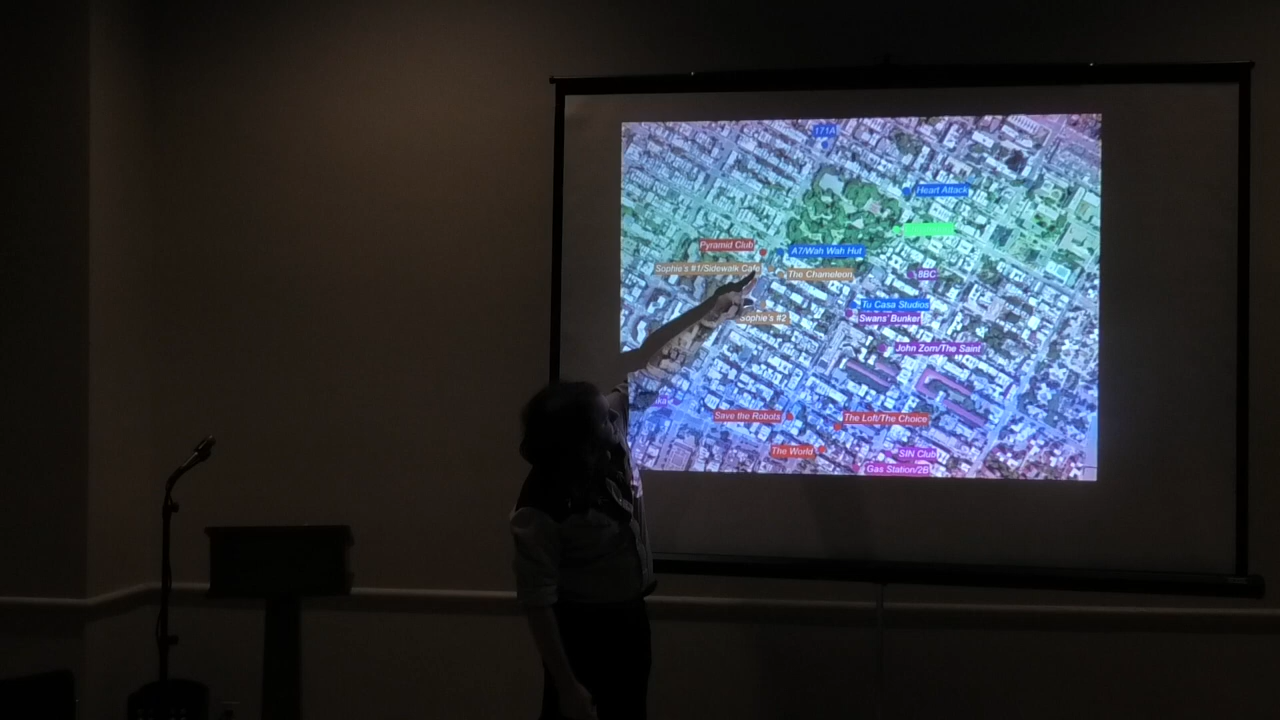 171A
Heart Attack
Pyramid Club
A7/Wah Wah Hut
Sophie's #1/Sidewalk Cafe
The Chameleon
8BC
Tu Casa Studios
Sophie's #2
Swans' Bunker
John Zorn/The Saint
Save the Robots
The Loft/The Choice
The World
SIN Club
Gas Station/2B